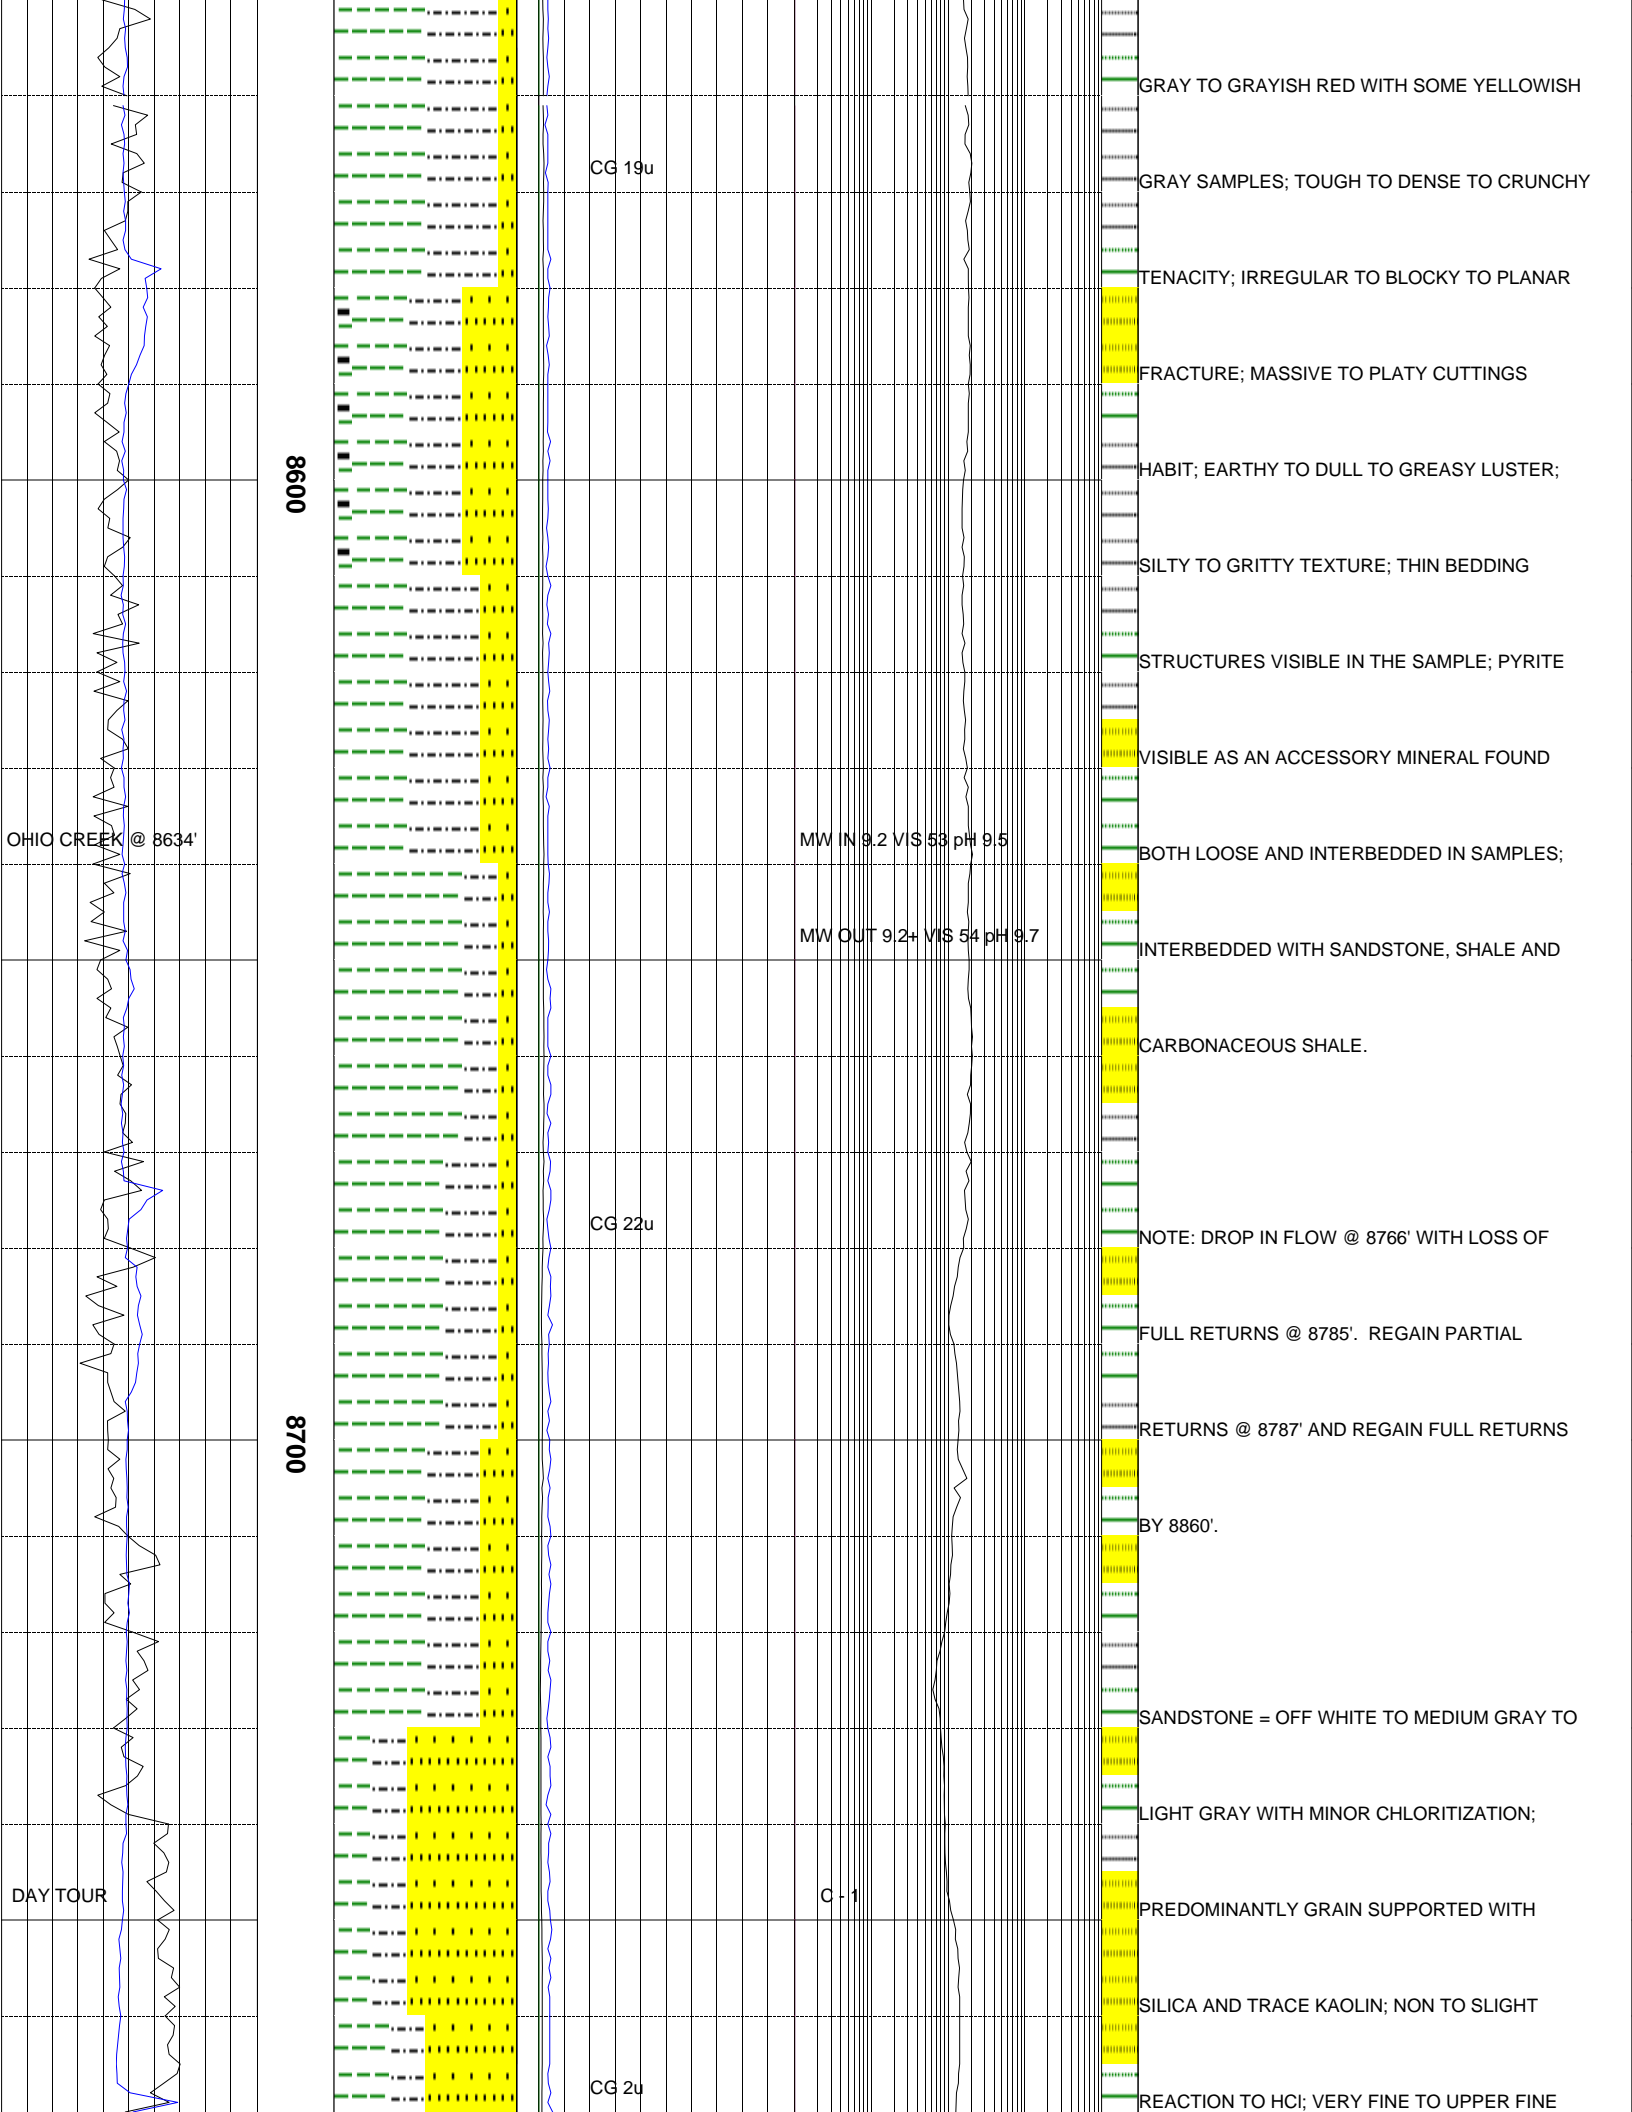 GRAY TO GRAYISH RED WITH SOME YELLOWISH
CG 19u
GRAY SAMPLES; TOUGH TO DENSE TO CRUNCHY
TENACITY; IRREGULAR TO BLOCKY TO PLANAR
FRACTURE; MASSIVE TO PLATY CUTTINGS
8600
HABIT; EARTHY TO DULL TO GREASY LUSTER;
SILTY TO GRITTY TEXTURE; THIN BEDDING
STRUCTURES VISIBLE IN THE SAMPLE; PYRITE
VISIBLE AS AN ACCESSORY MINERAL FOUND
OHIO CREEK @ 8634'
MW IN 9.2 VIS 53 pH 9.5
BOTH LOOSE AND INTERBEDDED IN SAMPLES;
MW OUT 9.2+ VIS 54 pH 9.7
INTERBEDDED WITH SANDSTONE, SHALE AND
CARBONACEOUS SHALE.
CG 22u
NOTE: DROP IN FLOW @ 8766' WITH LOSS OF
FULL RETURNS @ 8785'.  REGAIN PARTIAL
8700
RETURNS @ 8787' AND REGAIN FULL RETURNS
BY 8860'.
SANDSTONE = OFF WHITE TO MEDIUM GRAY TO
LIGHT GRAY WITH MINOR CHLORITIZATION;
DAY TOUR
C - 1
PREDOMINANTLY GRAIN SUPPORTED WITH
SILICA AND TRACE KAOLIN; NON TO SLIGHT
CG 2u
REACTION TO HCl; VERY FINE TO UPPER FINE